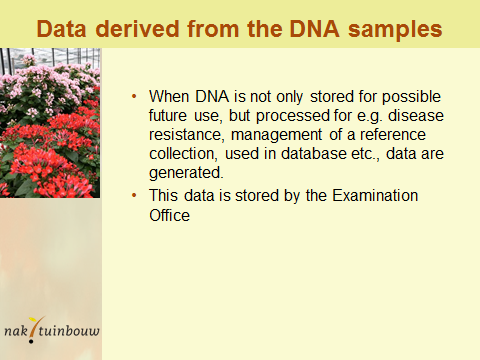 Data derived from the DNA samples
• When DNA is not only stored for possible
future use, but processed for e.g. disease
resistance, management of a reference
collection, used in database etc., data are
generated.
• This data is stored by the Examination
Office
nak tuinbouw